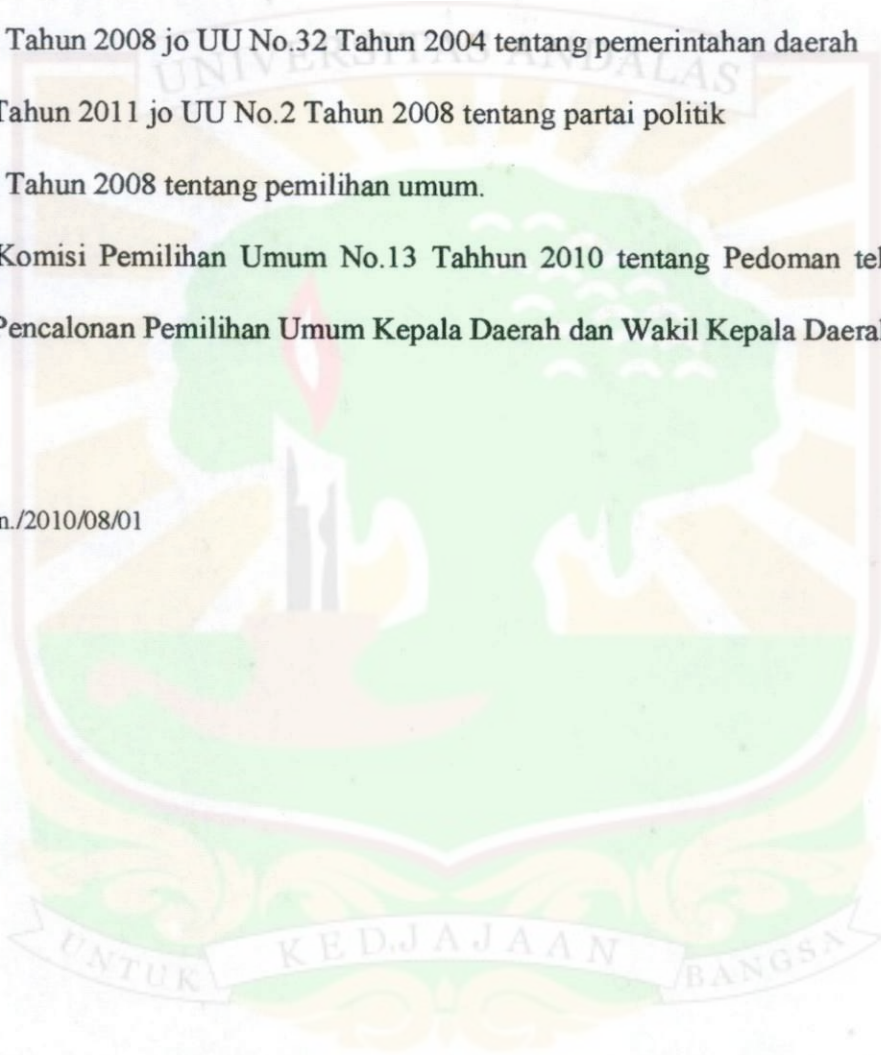 UNIVERSITAS ANDALAS
Tahun 2008 jo UU No.32 Tahun 2004 tentang pemerintahan daerah
Tahun 2011 jo UU No.2 Tahun 2008 tentang partai politik
Tahun 2008 tentang pemilihan umum.
Komisi Pemilihan Umum No.13 Tahhun 2010 tentang Pedoman
Pencalonan Pemilihan Umum Kepala Daerah dan Wakil Kepala
n./2010/08/01
UNTUK KEDJAJAAN BANGSA